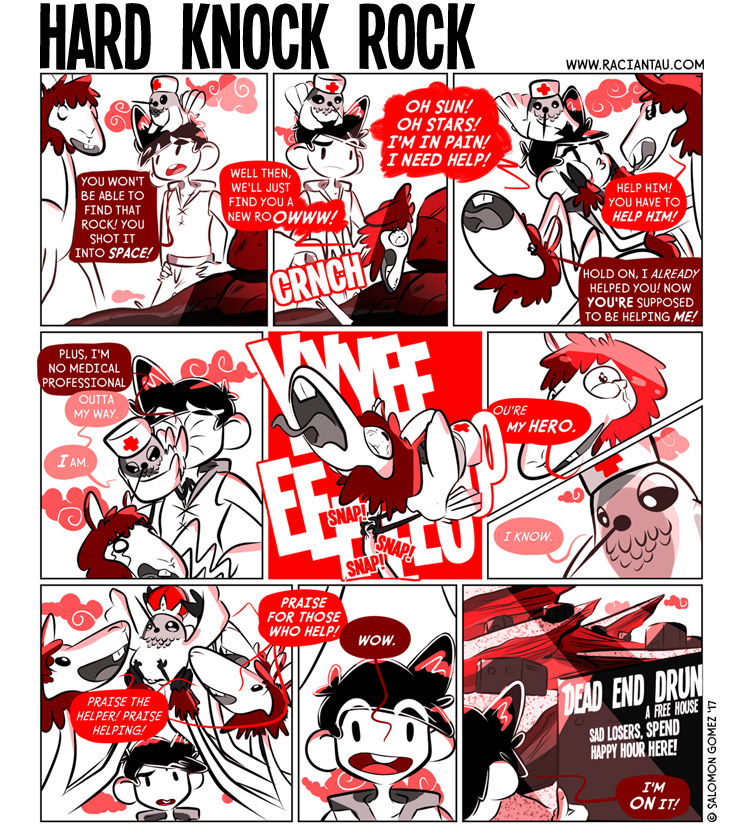 HARD KNOCK ROCK
WWW.RACIANTAU.COM
YOU WON'T
BE ABLE TO
FIND THAT
ROCK! YOU
SHOT IT
INTO SPACE!
WELL THEN,
WE'LL JUST
FIND YOU A
NEW ROOWWW!
CRNCH
OH SUN!
OH STARS!
I'M IN PAIN!
I NEED HELP!
HELP HIM!
YOU HAVE TO
HELP HIM!
HOLD ON, I ALREADY
HELPED YOU! NOW
YOU'RE SUPPOSED
TO BE HELPING ME!
PLUS, I'M
NO MEDICAL
PROFESSIONAL
OUTTA
MY WAY.
I AM.
SNAP!
SNAP!
SNAP!
OU'RE
MY HERO.
I KNOW.
PRAISE
FOR THOSE
WHO HELP!
PRAISE THE
HELPER! PRAISE
HELPING!
WOW.
DEAD END DRUN
A FREE HOUSE
SAD LOSERS, SPEND
HAPPY HOUR HERE!
I'M
ON IT!
© SALOMON GOMEZ '17